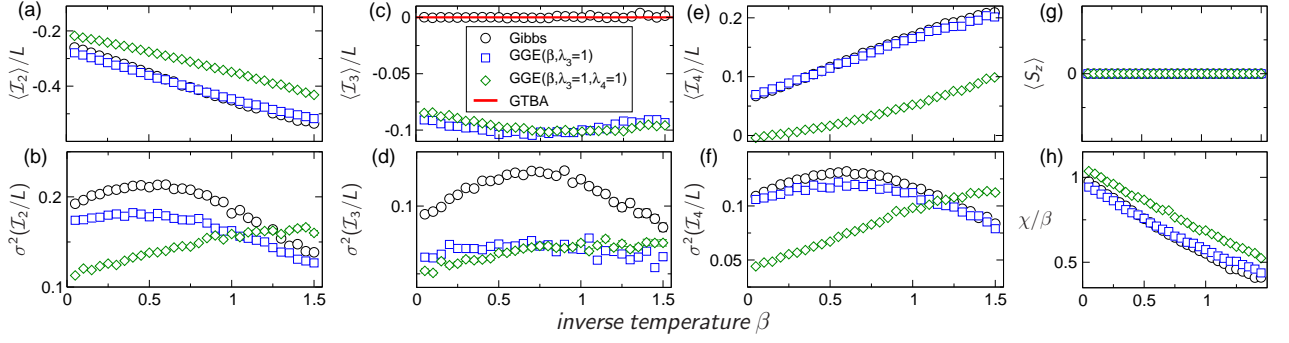 (a)
(c)
(e)
(g)
⟨I₂⟩/L
-0.2
-0.4
⟨I₃⟩/L
0
-0.05
-0.1
Gibbs
GGE(β,λ₃=1)
GGE(β,λ₃=1,λ₄=1)
GTBA
⟨I₄⟩/L
0.2
0.1
0
⟨S_z⟩
0
(b)
(d)
(f)
(h)
σ²(I₂/L)
0.2
0.1
σ²(I₃/L)
0.1
σ²(I₄/L)
0.1
0.05
χ/β
1
0.5
0 0.5 1 1.5
0 0.5 1 1.5
0 0.5 1 1.5
0 0.5 1 1.5
inverse temperature β